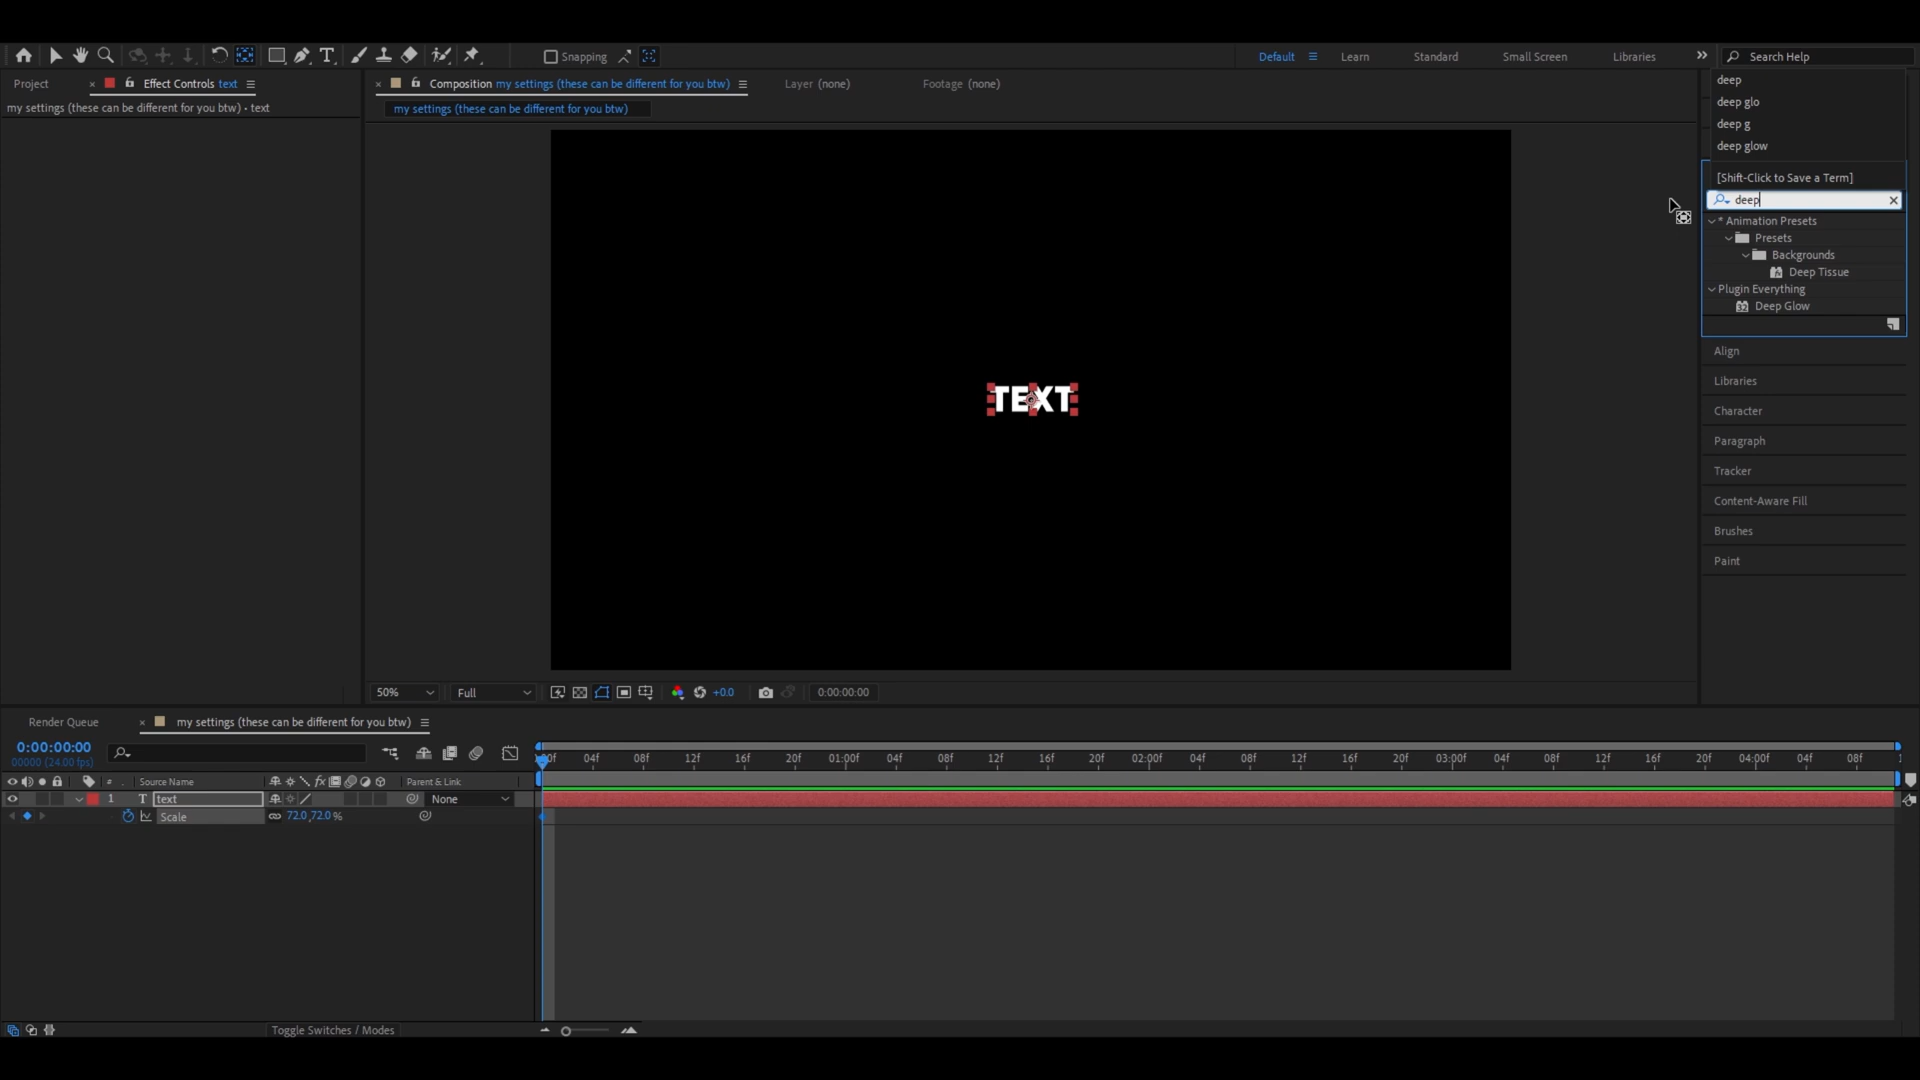 Snapping
Default
Learn
Standard
Small Screen
Libraries
Search Help
Project
Effect Controls text
Composition my settings (these can be different for you btw)
Layer (none)
Footage (none)
my settings (these can be different for you btw) • text
my settings (these can be different for you btw)
deep
deep glo
deep g
deep glow
[Shift-Click to Save a Term]
deep
* Animation Presets
Presets
Backgrounds
Deep Tissue
Plugin Everything
Deep Glow
Align
Libraries
Character
Paragraph
Tracker
Content-Aware Fill
Brushes
Paint
TEXT
50%
Full
+0.0
0:00:00:00
Render Queue
my settings (these can be different for you btw)
0:00:00:00
00000 (24.00 fps)
04f 08f 12f 16f 20f 01:00f 04f 08f 12f 16f 20f 02:00f 04f 08f 12f 16f 20f 03:00f 04f 08f 12f 16f 20f 04:00f 04f 08f
# Source Name Parent & Link
1 T text None
Scale 72.0,72.0%
Toggle Switches / Modes